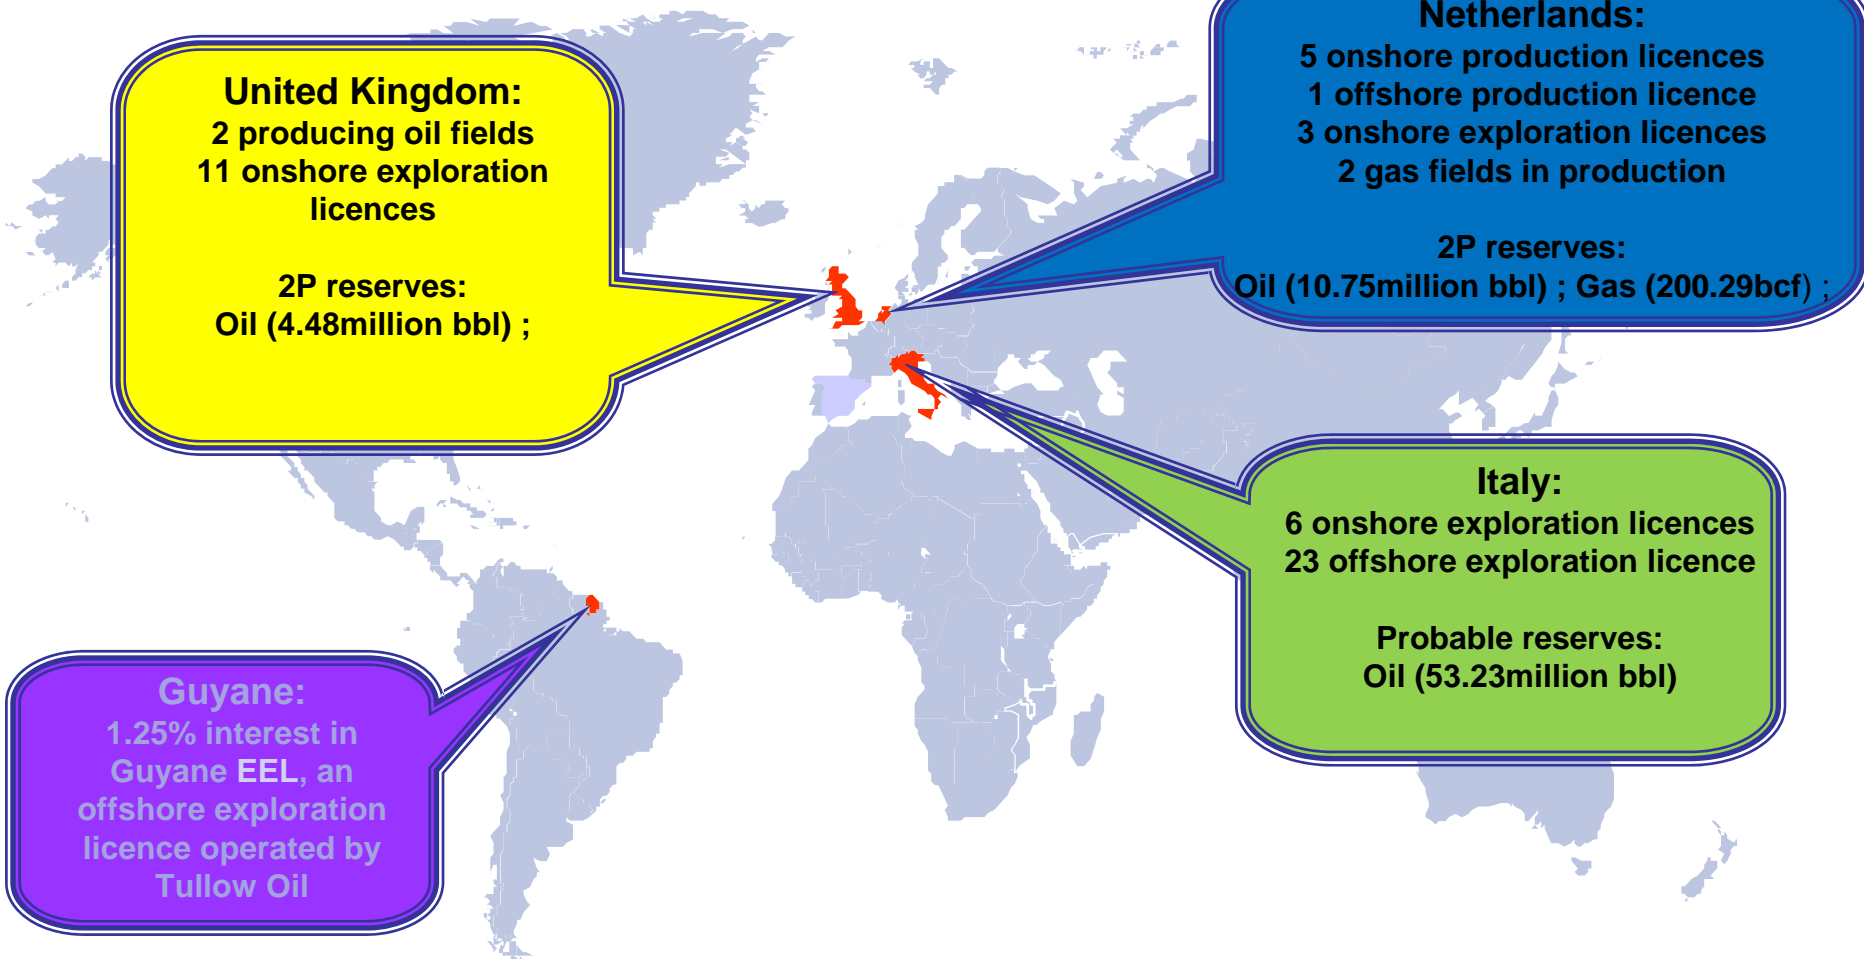 United Kingdom:
2 producing oil fields
11 onshore exploration
licences
2P reserves:
Oil (4.48million bbl) ;
Netherlands:
5 onshore production licences
1 offshore production licence
3 onshore exploration licences
2 gas fields in production
2P reserves:
Oil (10.75million bbl) ; Gas (200.29bcf) ;
Italy:
6 onshore exploration licences
23 offshore exploration licence
Probable reserves:
Oil (53.23million bbl)
Guyane:
1.25% interest in
Guyane EEL, an
offshore exploration
licence operated by
Tullow Oil